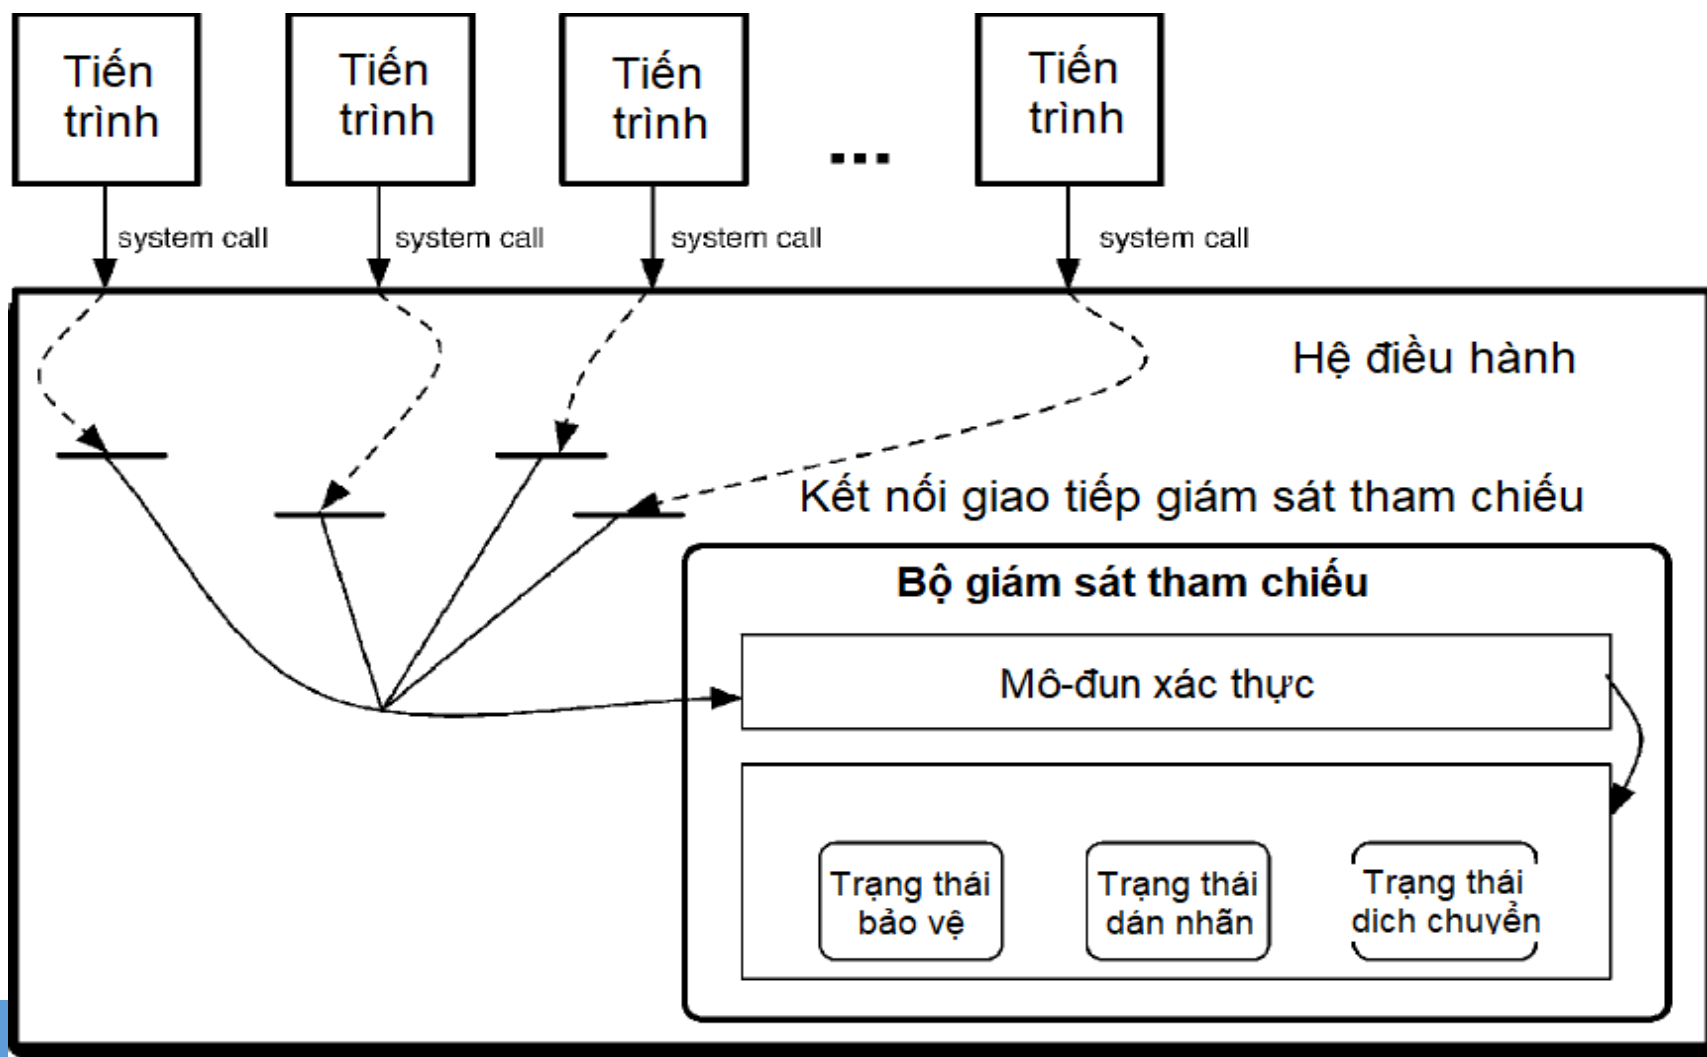 Tiến
trình
Tiến
trình
Tiến
trình
...
Tiến
trình
system call
system call
system call
system call
Hệ điều hành
Kết nối giao tiếp giám sát tham chiếu
Bộ giám sát tham chiếu
Mô-đun xác thực
Trạng thái
bảo vệ
Trạng thái
dán nhãn
Trạng thái
dich chuyển